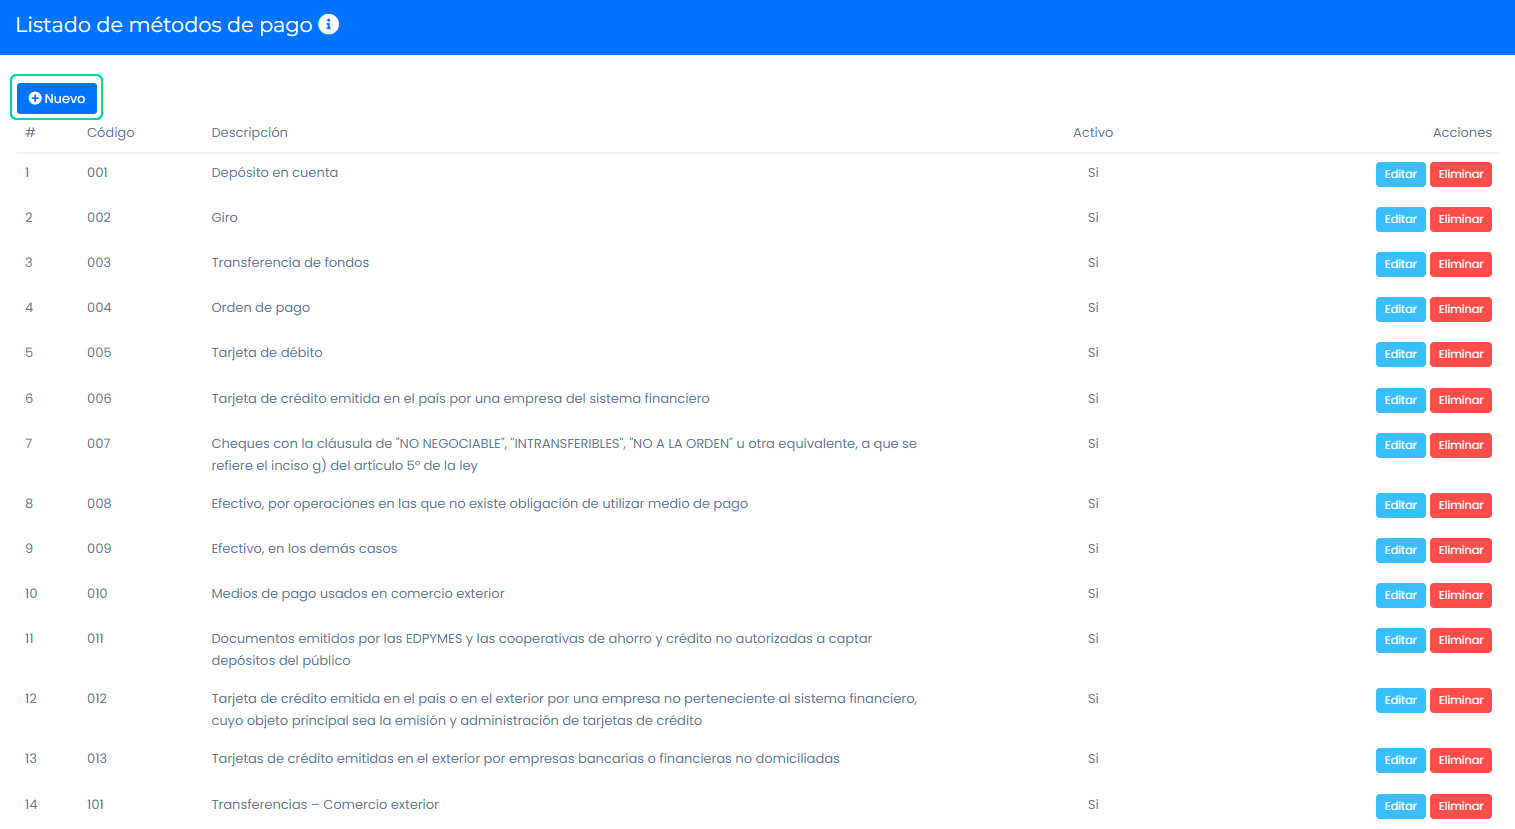 Listado de métodos de pago
Nuevo
# Código Descripción Activo Acciones
1 001 Depósito en cuenta Si Editar Eliminar
2 002 Giro Si Editar Eliminar
3 003 Transferencia de fondos Si Editar Eliminar
4 004 Orden de pago Si Editar Eliminar
5 005 Tarjeta de débito Si Editar Eliminar
6 006 Tarjeta de crédito emitida en el país por una empresa del sistema financiero Si Editar Eliminar
7 007 Cheques con la cláusula de "NO NEGOCIABLE", "INTRANSFERIBLES", "NO A LA ORDEN" u otra equivalente, a que se Si Editar Eliminar
refiere el inciso g) del artículo 5º de la ley
8 008 Efectivo, por operaciones en las que no existe obligación de utilizar medio de pago Si Editar Eliminar
9 009 Efectivo, en los demás casos Si Editar Eliminar
10 010 Medios de pago usados en comercio exterior Si Editar Eliminar
11 011 Documentos emitidos por las EDPYMES y las cooperativas de ahorro y crédito no autorizadas a captar Si Editar Eliminar
depósitos del público
12 012 Tarjeta de crédito emitida en el país o en el exterior por una empresa no perteneciente al sistema financiero, Si Editar Eliminar
cuyo objeto principal sea la emisión y administración de tarjetas de crédito
13 013 Tarjetas de crédito emitidas en el exterior por empresas bancarias o financieras no domiciliadas Si Editar Eliminar
14 101 Transferencias – Comercio exterior Si Editar Eliminar